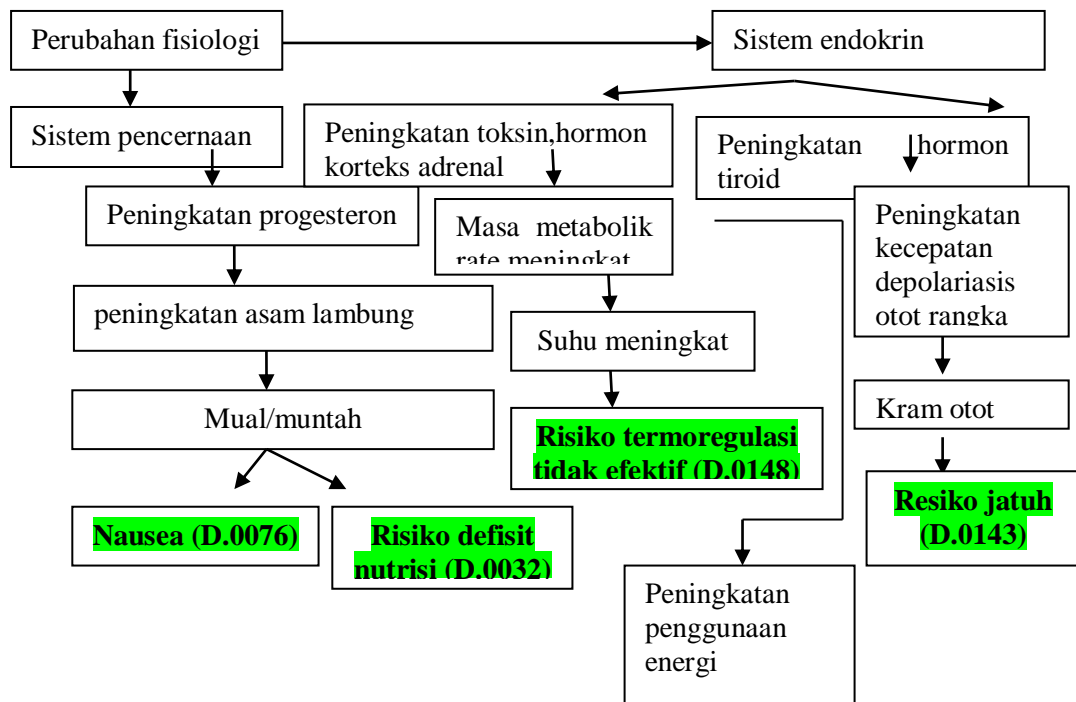 Perubahan fisiologi
Sistem endokrin
Sistem pencernaan
Peningkatan toksin,hormon
korteks adrenal
Peningkatan hormon
tiroid
Peningkatan progesteron
Masa metabolik
rate meningkat
Peningkatan
kecepatan
depolariasis
otot rangka
peningkatan asam lambung
Suhu meningkat
Mual/muntah
Kram otot
Risiko termoregulasi
tidak efektif (D.0148)
Nausea (D.0076)
Risiko defisit
nutrisi (D.0032)
Resiko jatuh
(D.0143)
Peningkatan
penggunaan
energi